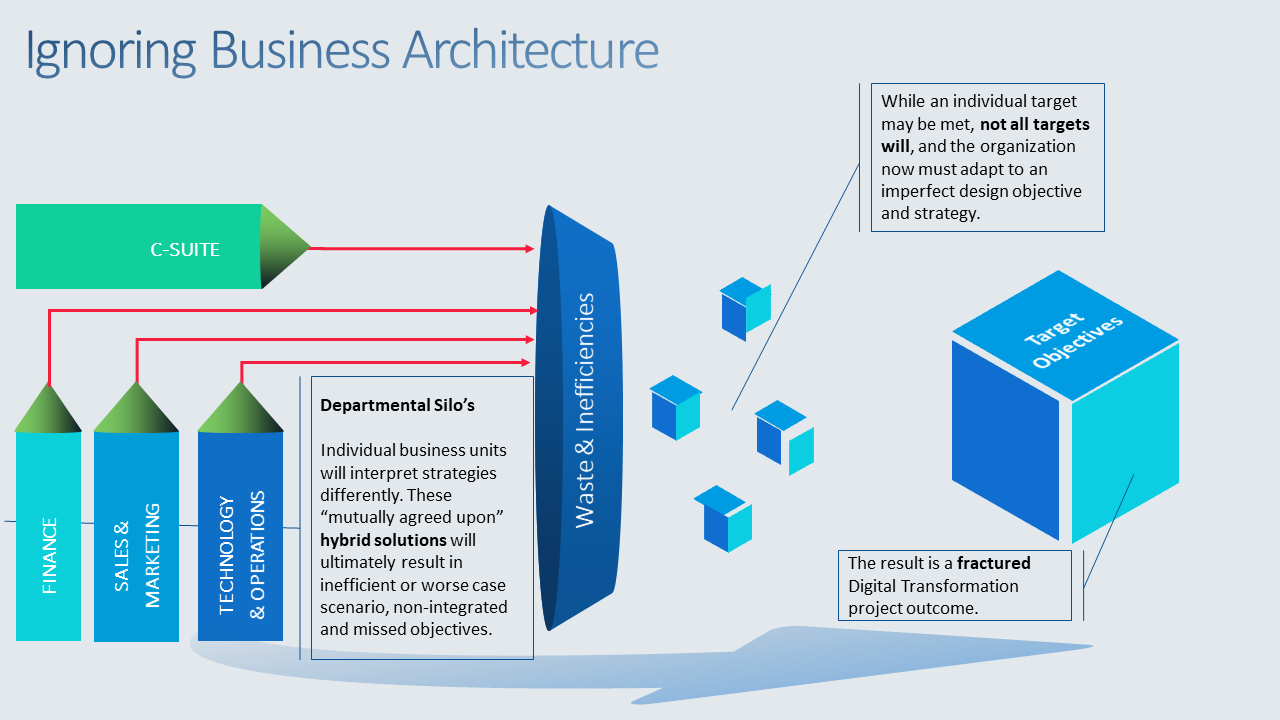 Ignoring Business Architecture
While an individual target
may be met, not all targets
will, and the organization
now must adapt to an
imperfect design objective
and strategy.
C-SUITE
Waste & Inefficiencies
Target
Objectives
Departmental Silo’s
Individual business units
will interpret strategies
differently. These
“mutually agreed upon”
hybrid solutions will
ultimately result in
inefficient or worse case
scenario, non-integrated
and missed objectives.
FINANCE
SALES &
MARKETING
TECHNOLOGY
& OPERATIONS
The result is a fractured
Digital Transformation
project outcome.